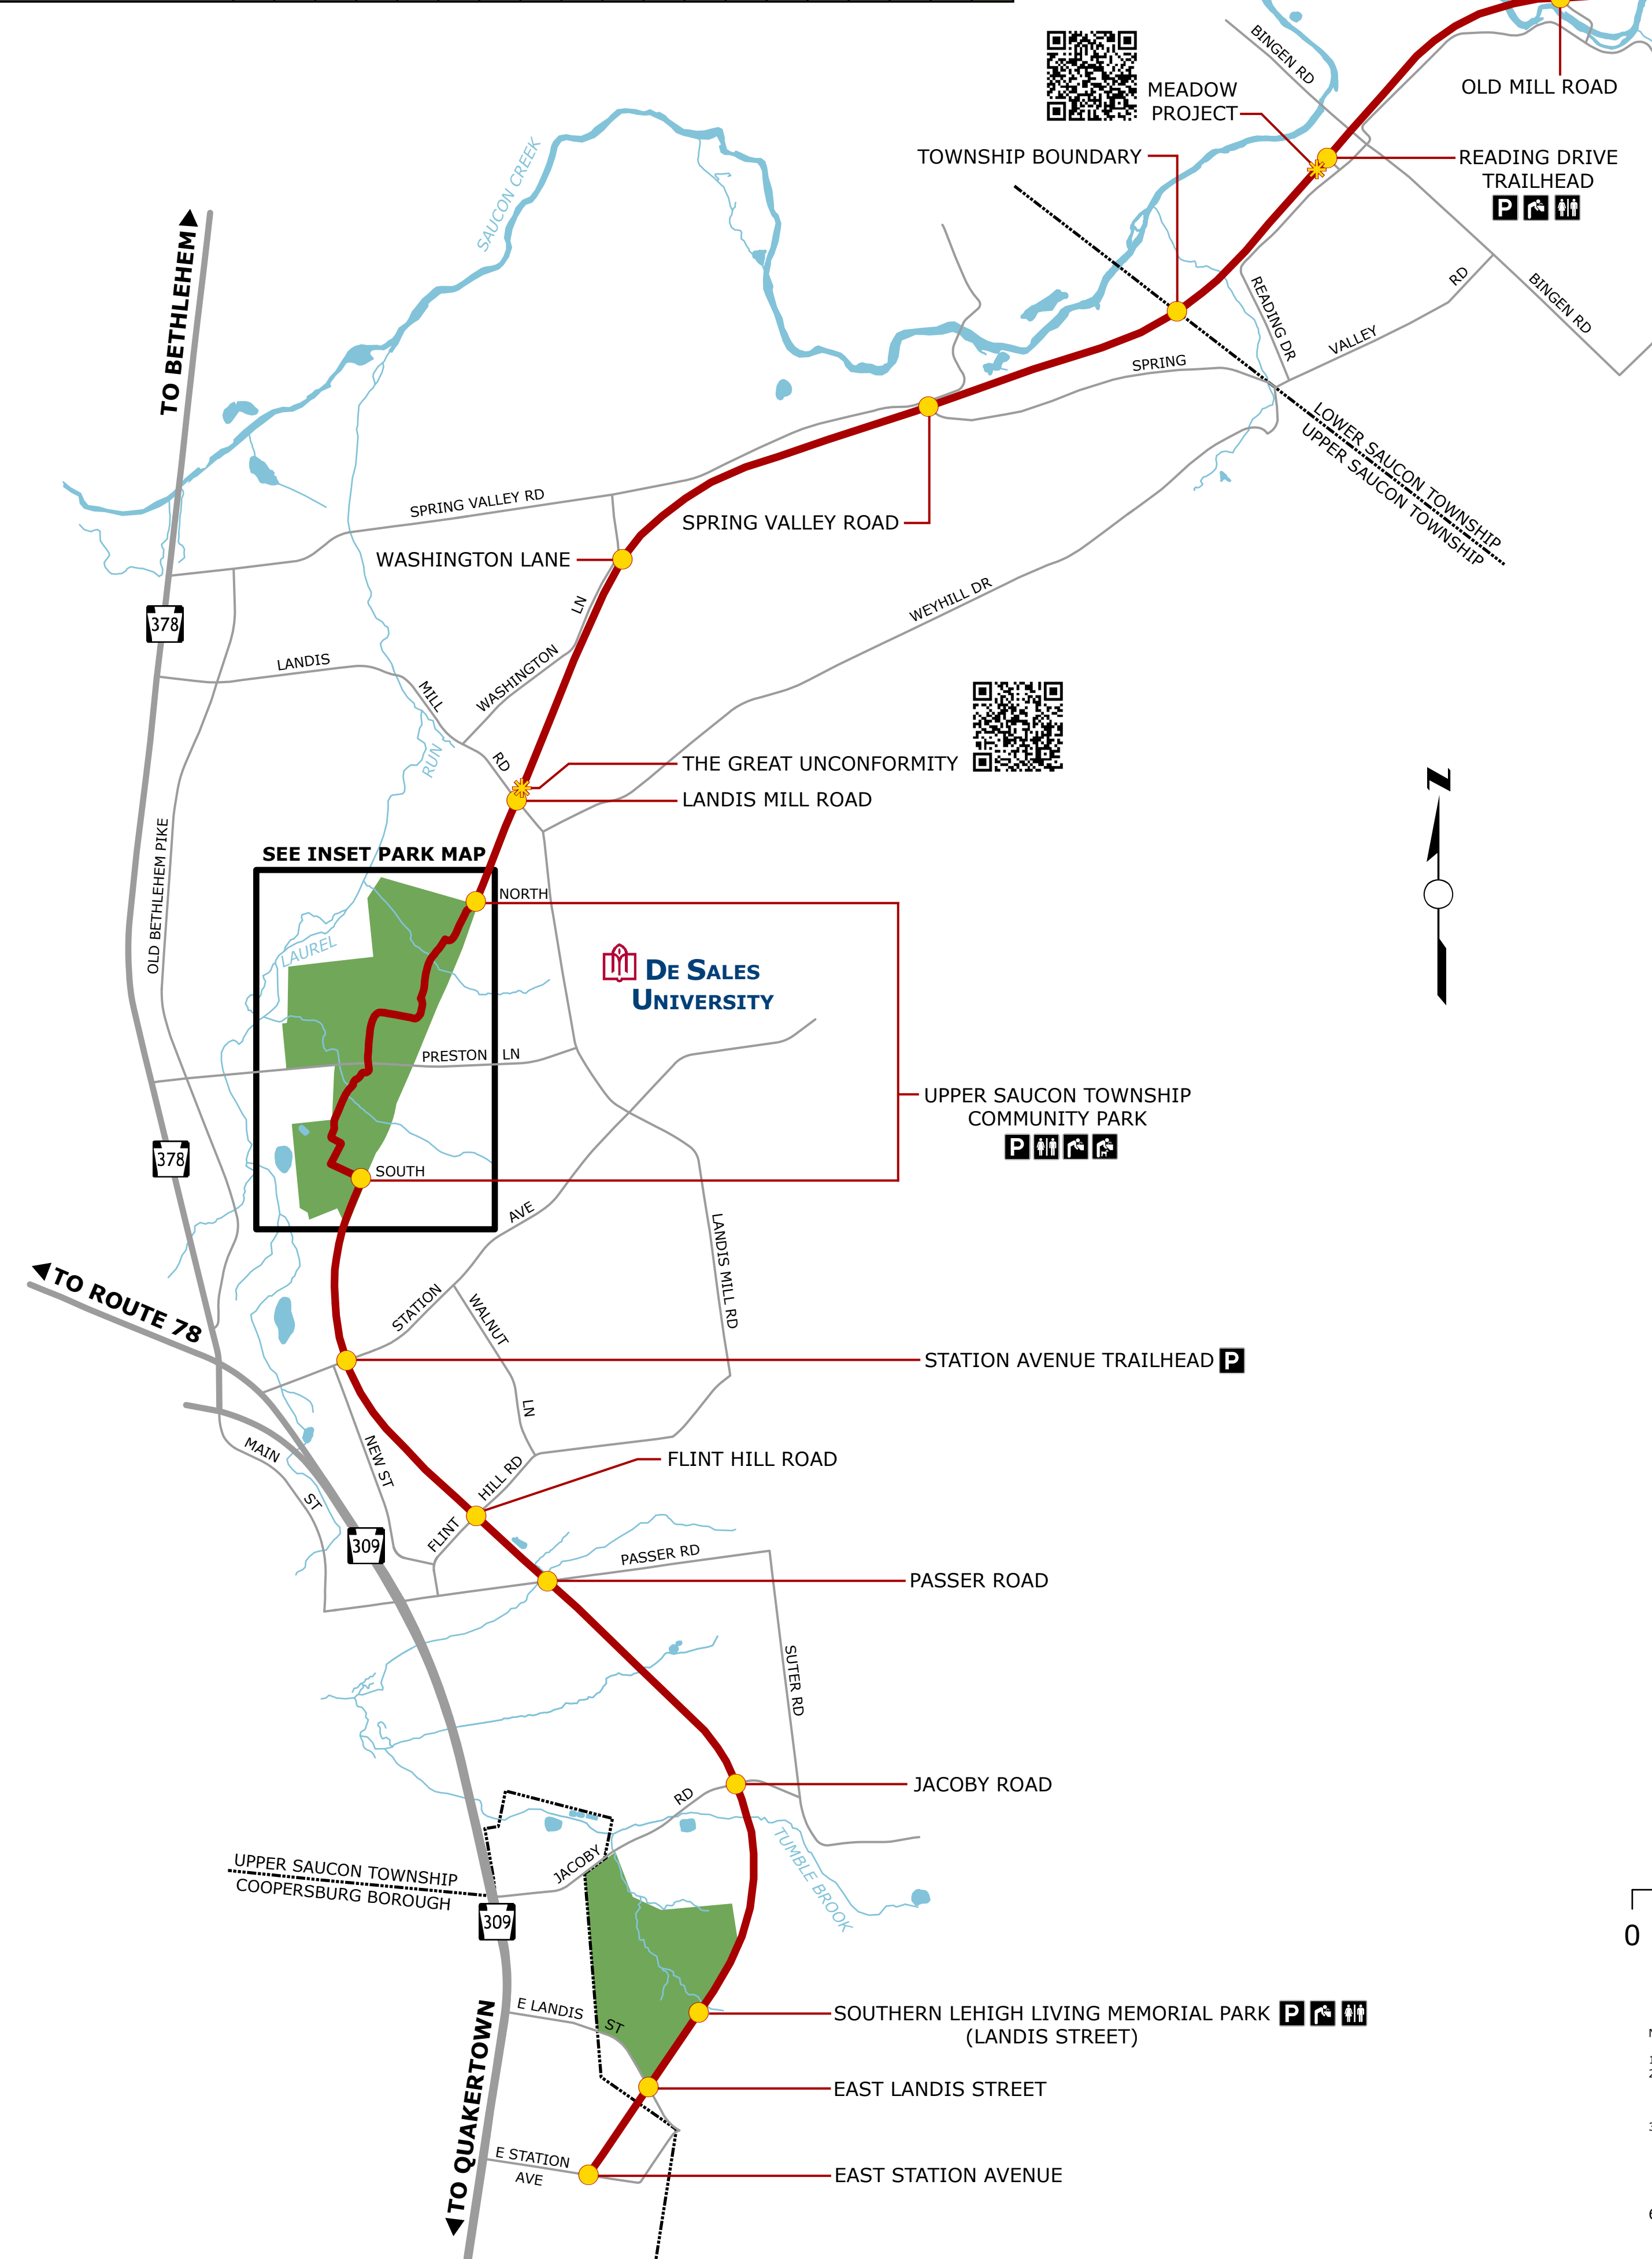 BINGEN RD
OLD MILL ROAD
MEADOW
PROJECT
TOWNSHIP BOUNDARY
READING DRIVE
TRAILHEAD
P
SAUCON CREEK
TO BETHLEHEM
READING DR
RD
BINGEN RD
VALLEY
SPRING
LOWER SAUCON TOWNSHIP
UPPER SAUCON TOWNSHIP
SPRING VALLEY RD
SPRING VALLEY ROAD
WASHINGTON LANE
LN
WEYHILL DR
378
LANDIS
MILL
WASHINGTON
RUN
RD
THE GREAT UNCONFORMITY
LANDIS MILL ROAD
N
OLD BETHLEHEM PIKE
SEE INSET PARK MAP
NORTH
LAUREL
DE SALES
UNIVERSITY
PRESTON LN
UPPER SAUCON TOWNSHIP
COMMUNITY PARK
P
378
SOUTH
AVE
LANDIS MILL RD
TO ROUTE 78
STATION
WALNUT
STATION AVENUE TRAILHEAD P
LN
MAIN
ST
NEW ST
HILL RD
FLINT HILL ROAD
FLINT
309
PASSER RD
PASSER ROAD
SUTER RD
JACOBY ROAD
RD
JACOBY
TUMBLE BROOK
UPPER SAUCON TOWNSHIP
COOPERSBURG BOROUGH
309
0
E LANDIS
ST
SOUTHERN LEHIGH LIVING MEMORIAL PARK P
(LANDIS STREET)
TO QUAKERTOWN
EAST LANDIS STREET
E STATION
AVE
EAST STATION AVENUE